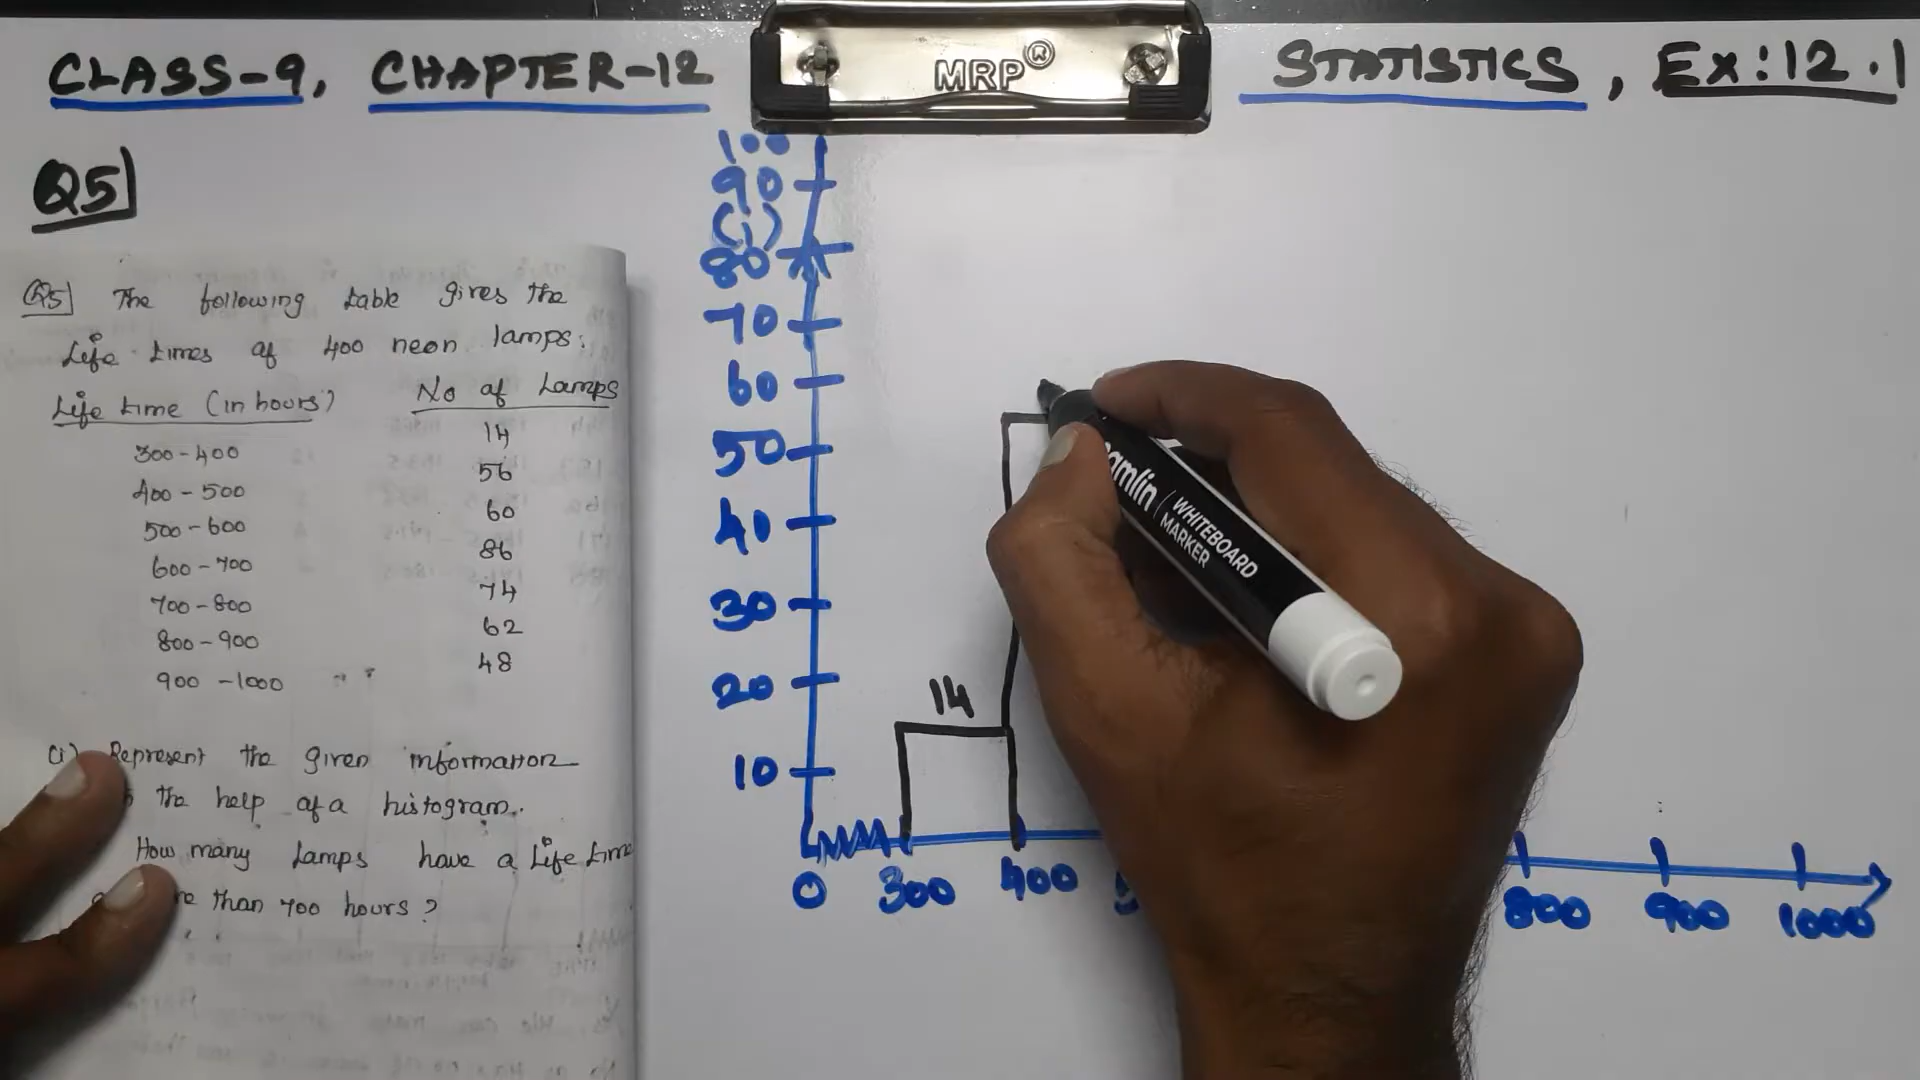 CLASS-9, CHAPTER-12
MRP®
STATISTICS, Ex:12.1
Q5
Q5 The following table gives the
Life times of 400 neon lamps:
Life time (in hours) No of Lamps
300-400 14
400-500 56
500-600 60
600-700 86
700-800 74
800-900 62
900-1000 48
(i) Represent the given information
the help of a histogram.
How many Lamps have a Life time
than 700 hours?
100
90
80
70
60
50
40
30
20
10
14
0 300 400 800 900 1000
camlin WHITEBOARD
MARKER